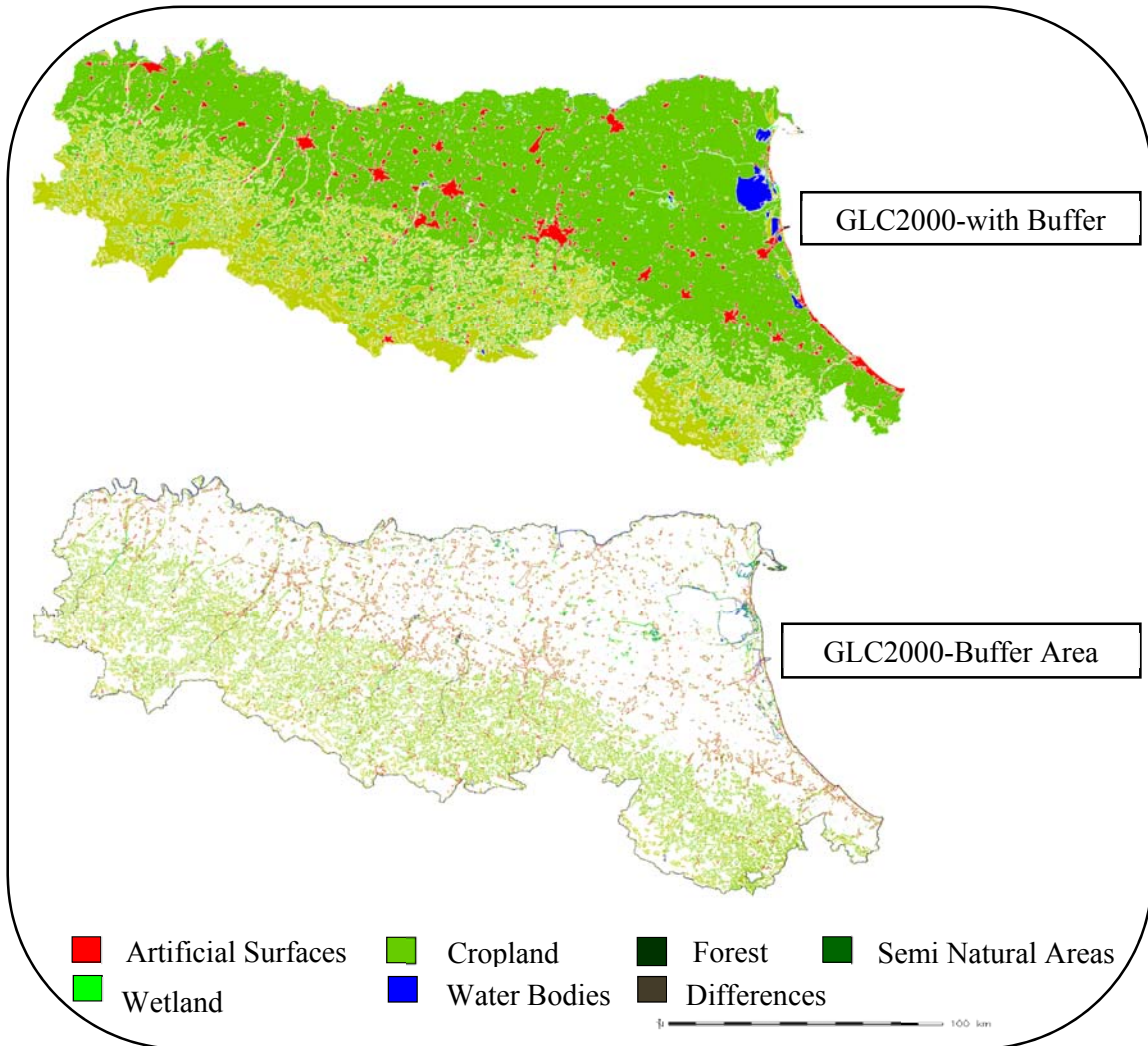 GLC2000-with Buffer
GLC2000-Buffer Area
Artificial Surfaces Cropland Forest Semi Natural Areas
Wetland Water Bodies Differences
100 km